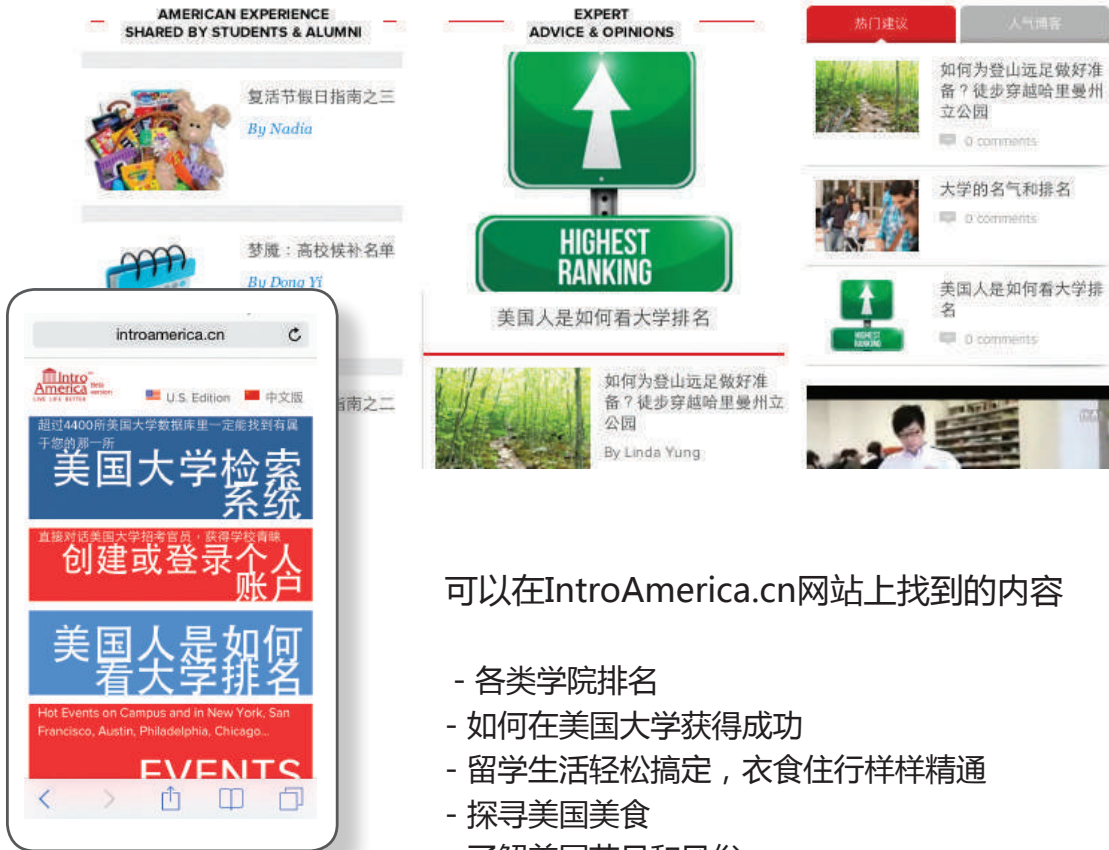 AMERICAN EXPERIENCE
SHARED BY STUDENTS & ALUMNI
复活节假日指南之三
By Nadia
梦魇：高校候补名单
By Dong Yi
指南之二
EXPERT
ADVICE & OPINIONS
HIGHEST
RANKING
美国人是如何看大学排名
如何为登山远足做好准
备？徒步穿越哈里曼州立
公园
By Linda Yung
热门建议
人气博客
如何为登山远足做好准
备？徒步穿越哈里曼州
立公园
0 comments
大学的名气和排名
0 comments
HIGHEST
RANKING
美国人是如何看大学排
名
0 comments
introamerica.cn
Intro
America
Beta
version
LIVE LIFE BETTER
U.S. Edition
中文版
超过4400所美国大学数据库里一定能找到有属
于您的那一所
美国大学检索
系统
直接对话美国大学招考官员，获得学校青睐
创建或登录个人
账户
美国人是如何
看大学排名
Hot Events on Campus and in New York, San
Francisco, Austin, Philadelphia, Chicago...
EVENTS
可以在IntroAmerica.cn网站上找到的内容
- 各类学院排名
- 如何在美国大学获得成功
- 留学生活轻松搞定，衣食住行样样精通
- 探寻美国美食